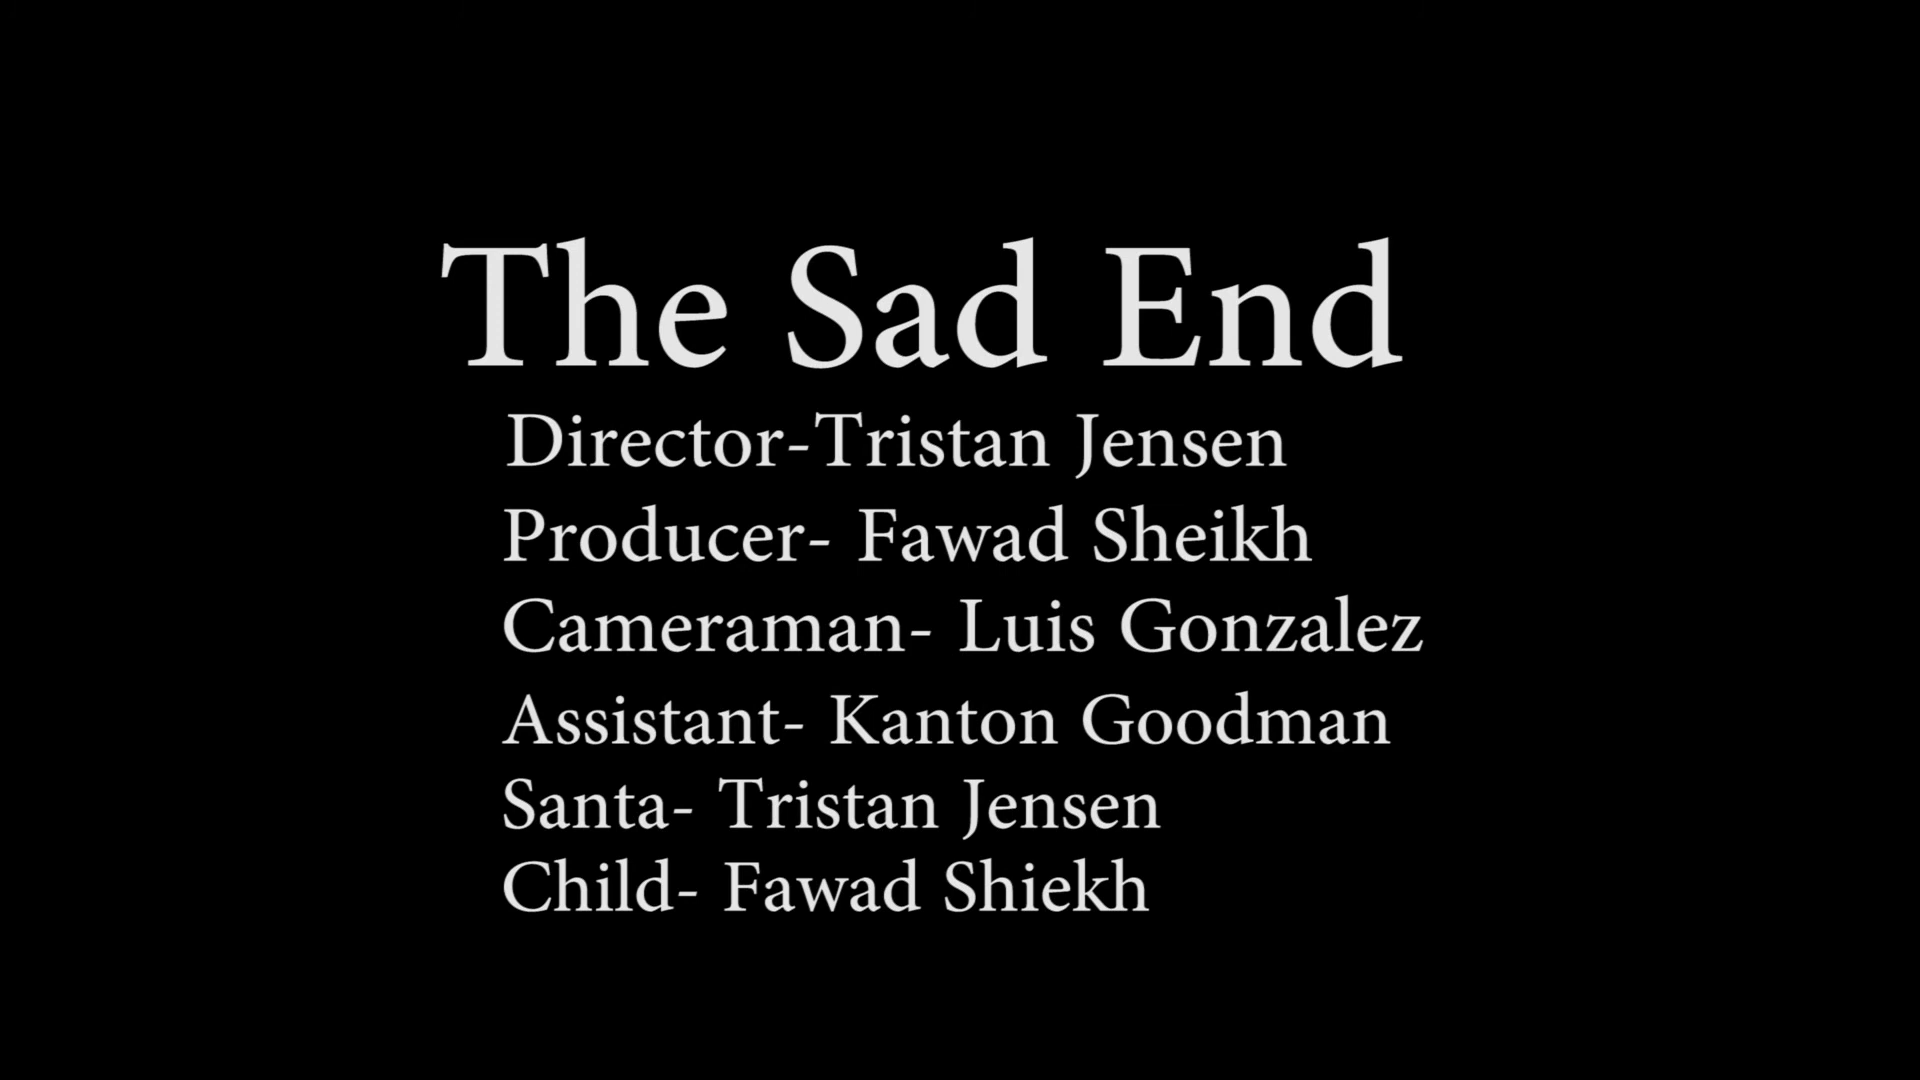 The Sad End
Director-Tristan Jensen
Producer- Fawad Sheikh
Cameraman- Luis Gonzalez
Assistant- Kanton Goodman
Santa- Tristan Jensen
Child- Fawad Shiekh